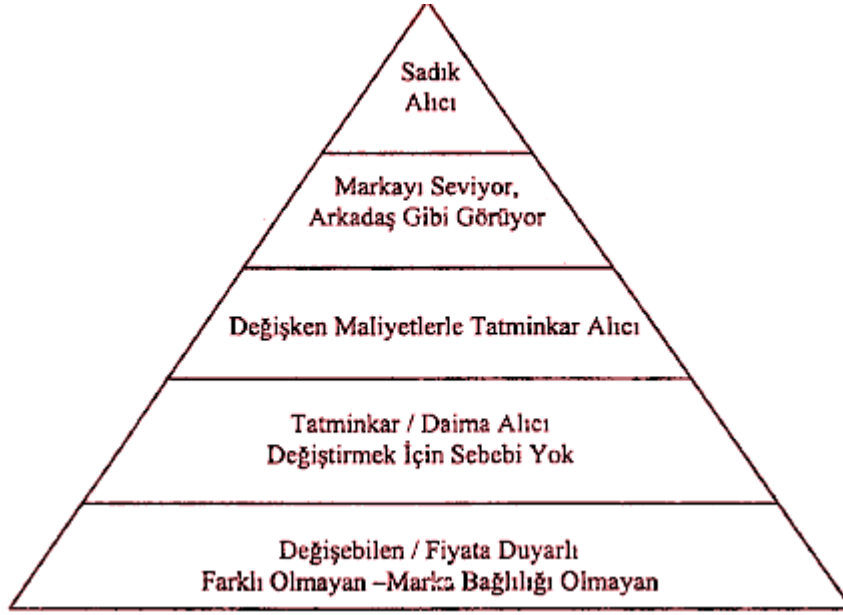 Sadık
Alıcı
Markayı Seviyor,
Arkadaş Gibi Görüyor
Değişken Maliyetlerle Tatminkar Alıcı
Tatminkar / Daima Alıcı
Değiştirmek İçin Sebebi Yok
Değişebilen / Fiyata Duyarlı
Farklı Olmayan –Marka Bağlılığı Olmayan